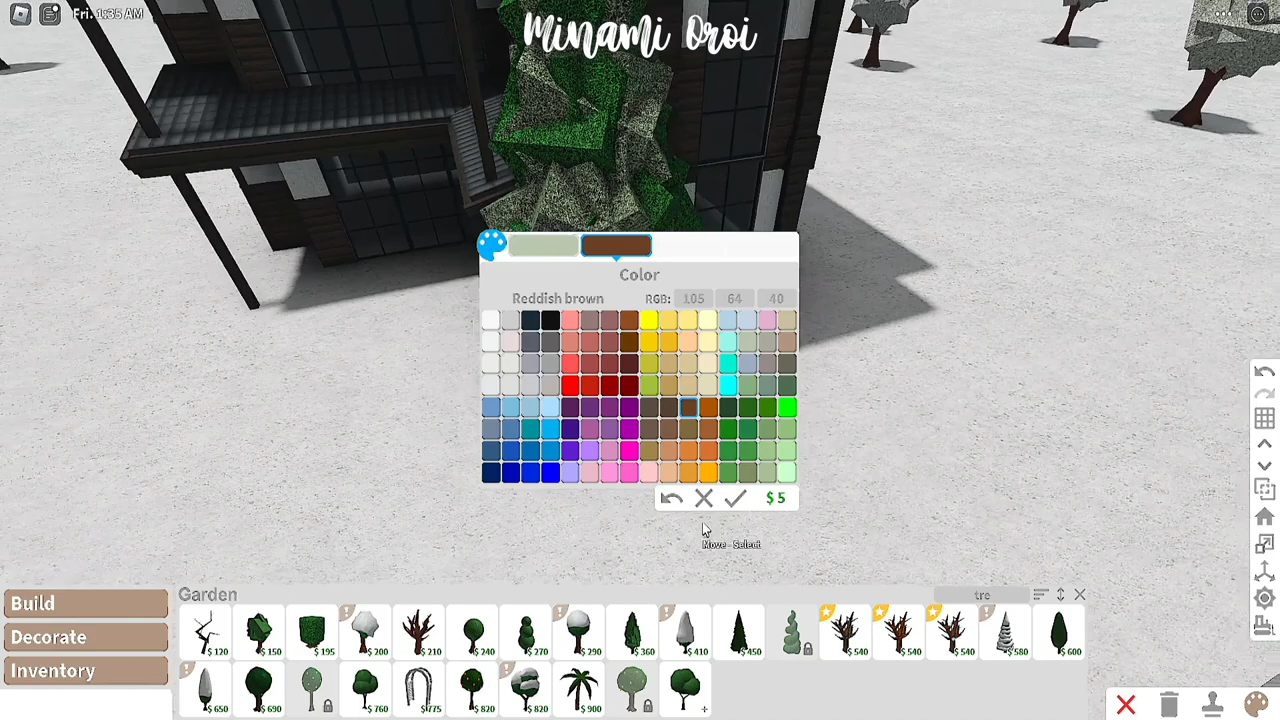 Fri. 1:35 AM
Minami Oroi
Color
Reddish brown
RGB: 105 64 40
$ 5
Move Select
Build
Garden
tre
Decorate
Inventory
$ 120 $ 150 $ 195 $ 200 $ 210 $ 240 $ 270 $ 290 $ 360 $ 410 $ 450 $ 540 $ 540 $ 540 $ 580 $ 600
$ 650 $ 690 $ 760 $ 775 $ 820 $ 820 $ 900